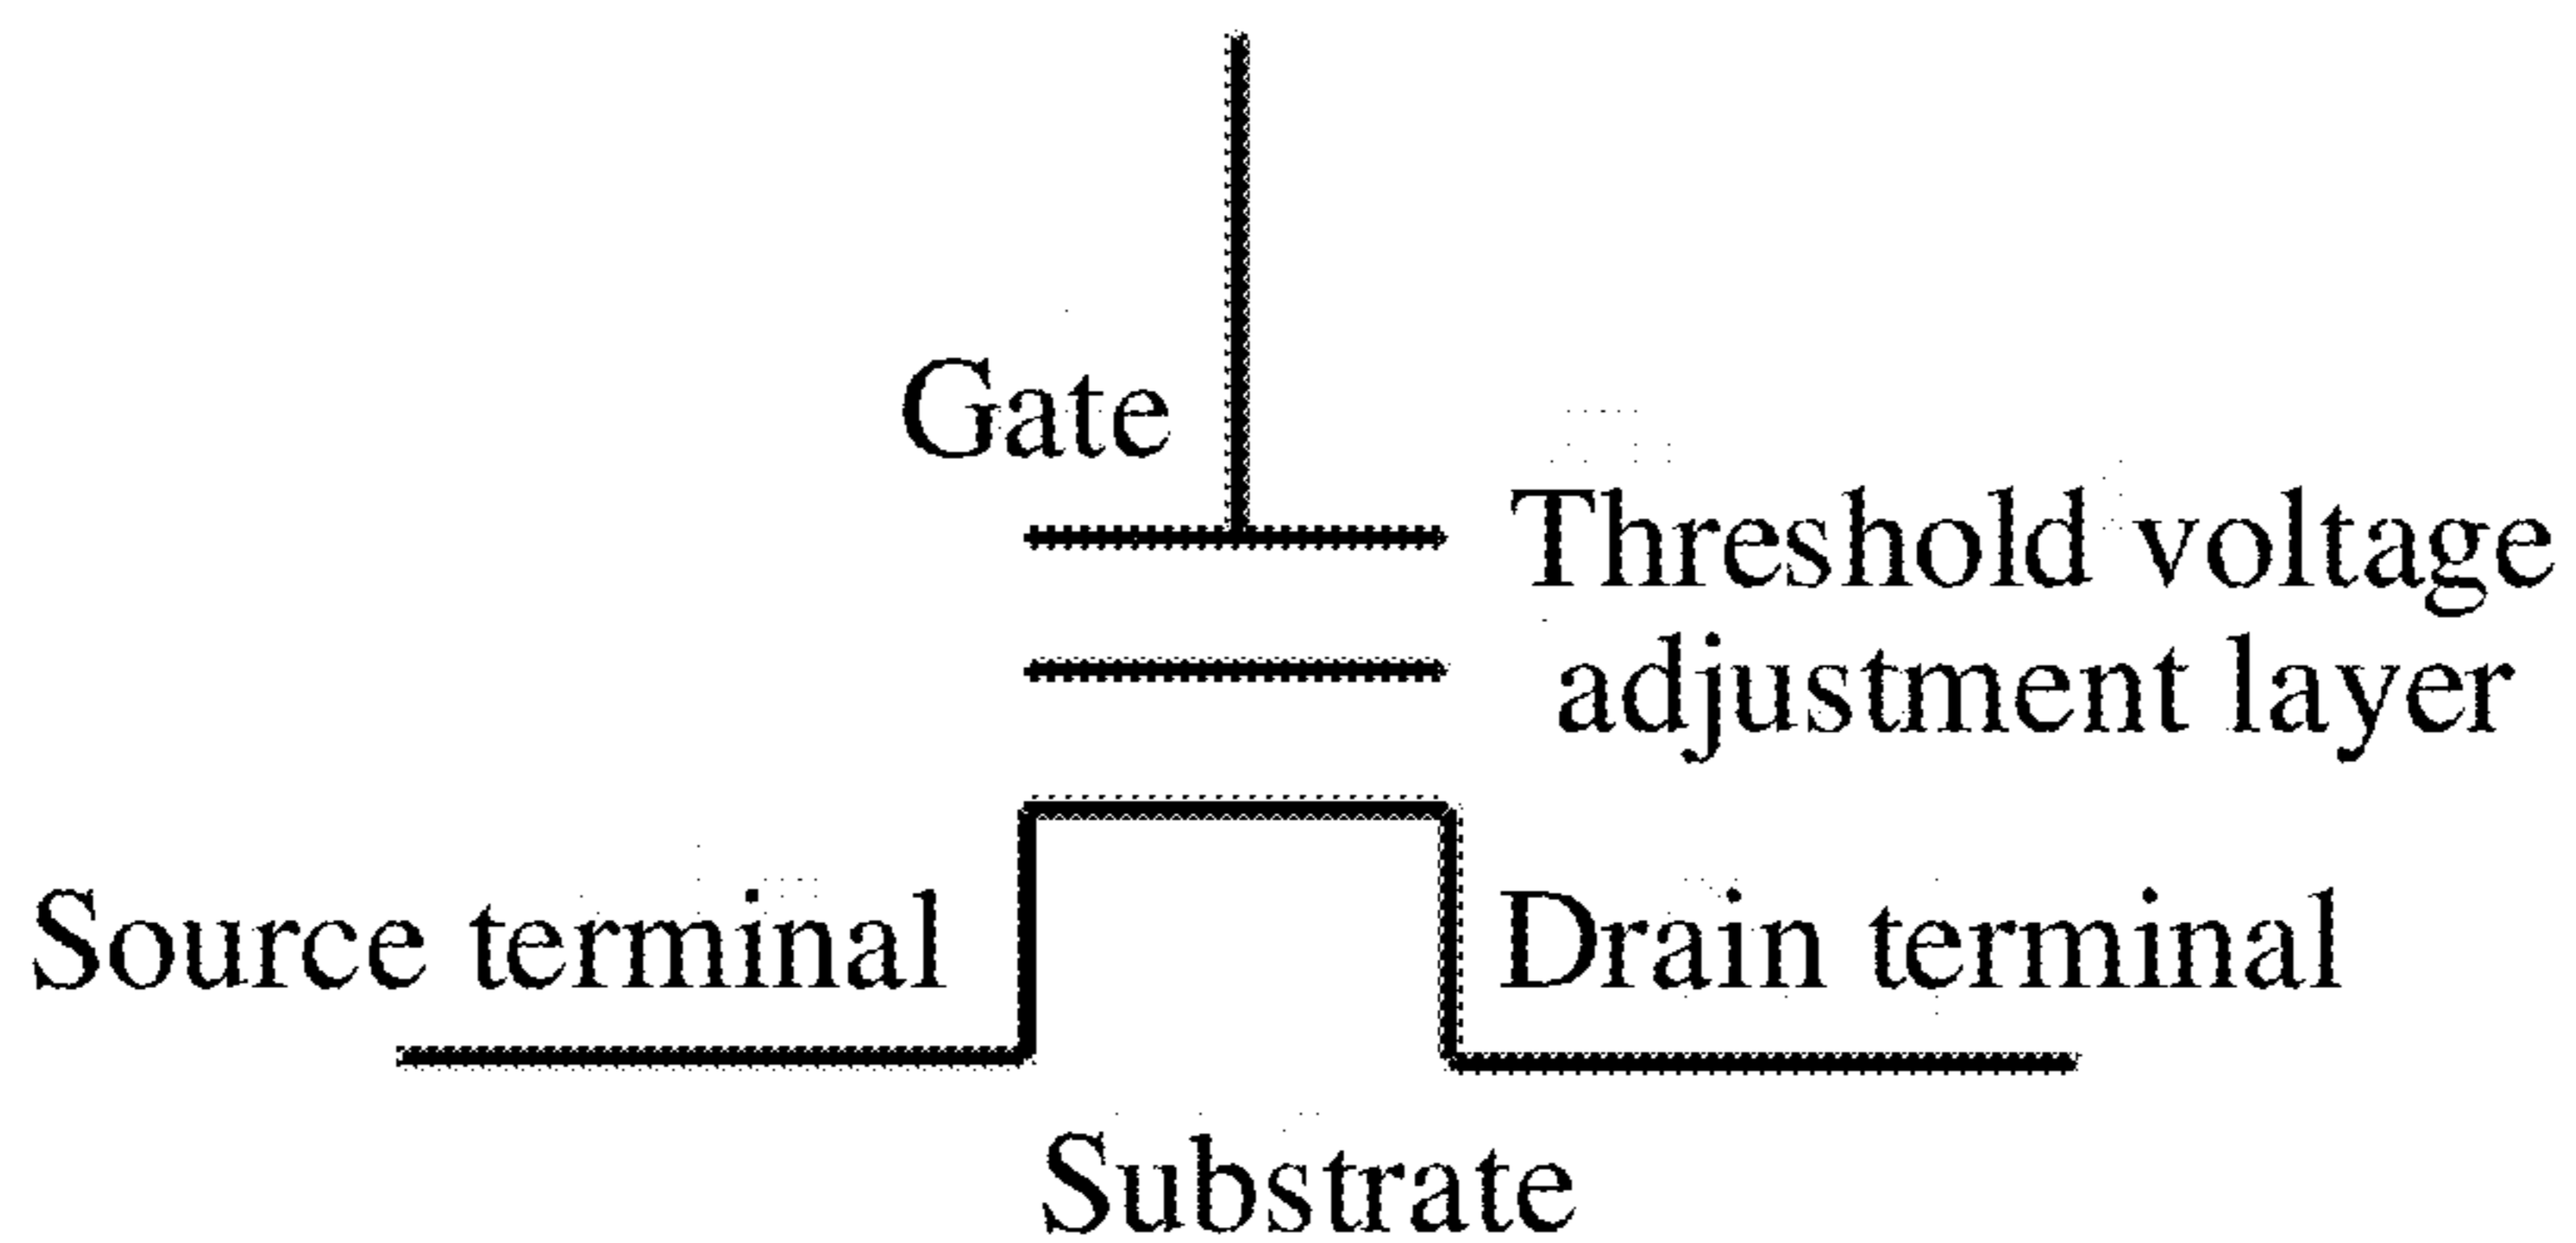 Gate
Threshold voltage
adjustment layer
Source terminal
Drain terminal
Substrate